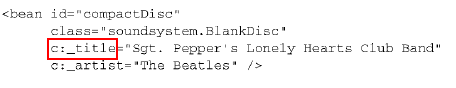 <bean id="compactDisc"
class="soundsystem.BlankDisc"
c:_title="Sgt. Pepper's Lonely Hearts Club Band"
c:_artist="The Beatles" />